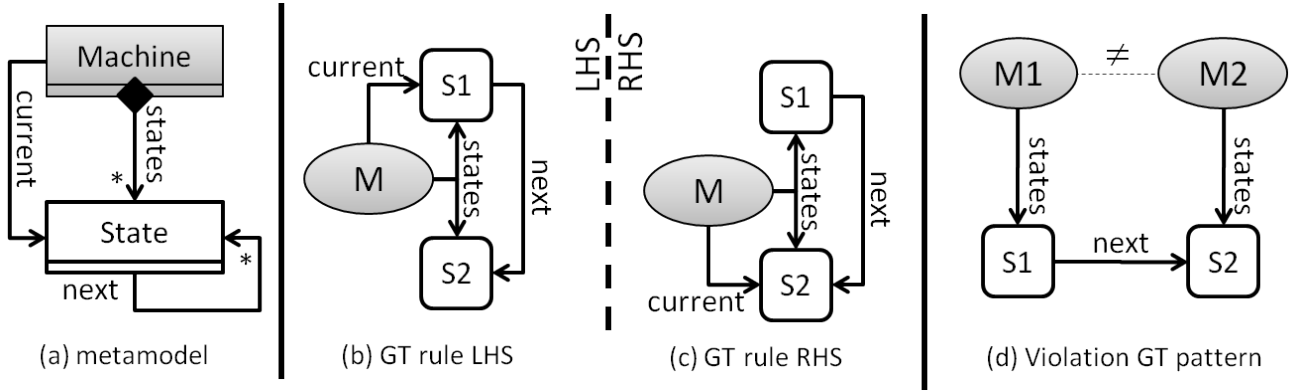 Machine
current
states
*
State
*
next
(a) metamodel
current
S1
M
states
next
S2
(b) GT rule LHS
LHS
RHS
S1
M
states
next
S2
current
(c) GT rule RHS
M1
≠
M2
states
states
S1
next
S2
(d) Violation GT pattern